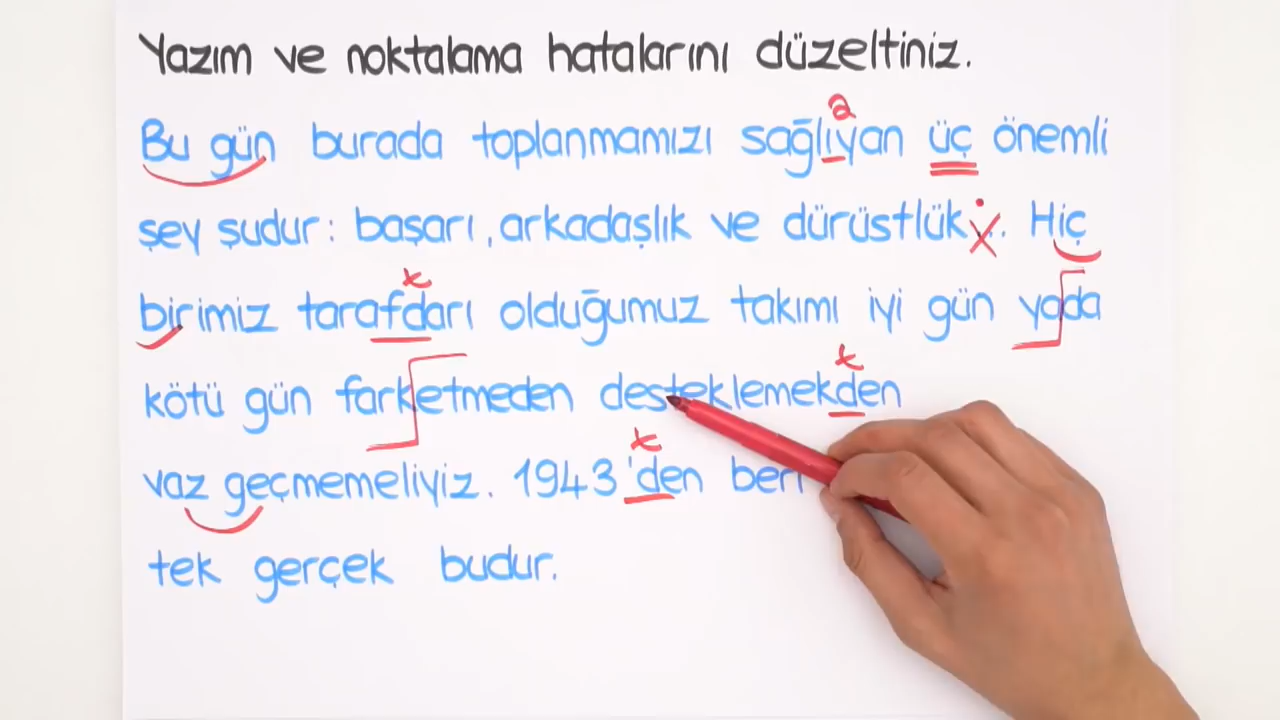 Yazım ve noktalama hatalarını düzeltiniz.
a
Bu gün burada toplanmamızı sağlıyan üç önemli
şey şudur: başarı, arkadaşlık ve dürüstlük... Hiç
t
birimiz tarafdarı olduğumuz takımı iyi gün yada
t
kötü gün farketmeden desteklemekden
t
vaz geçmemeliyiz. 1943'den beri
tek gerçek budur.